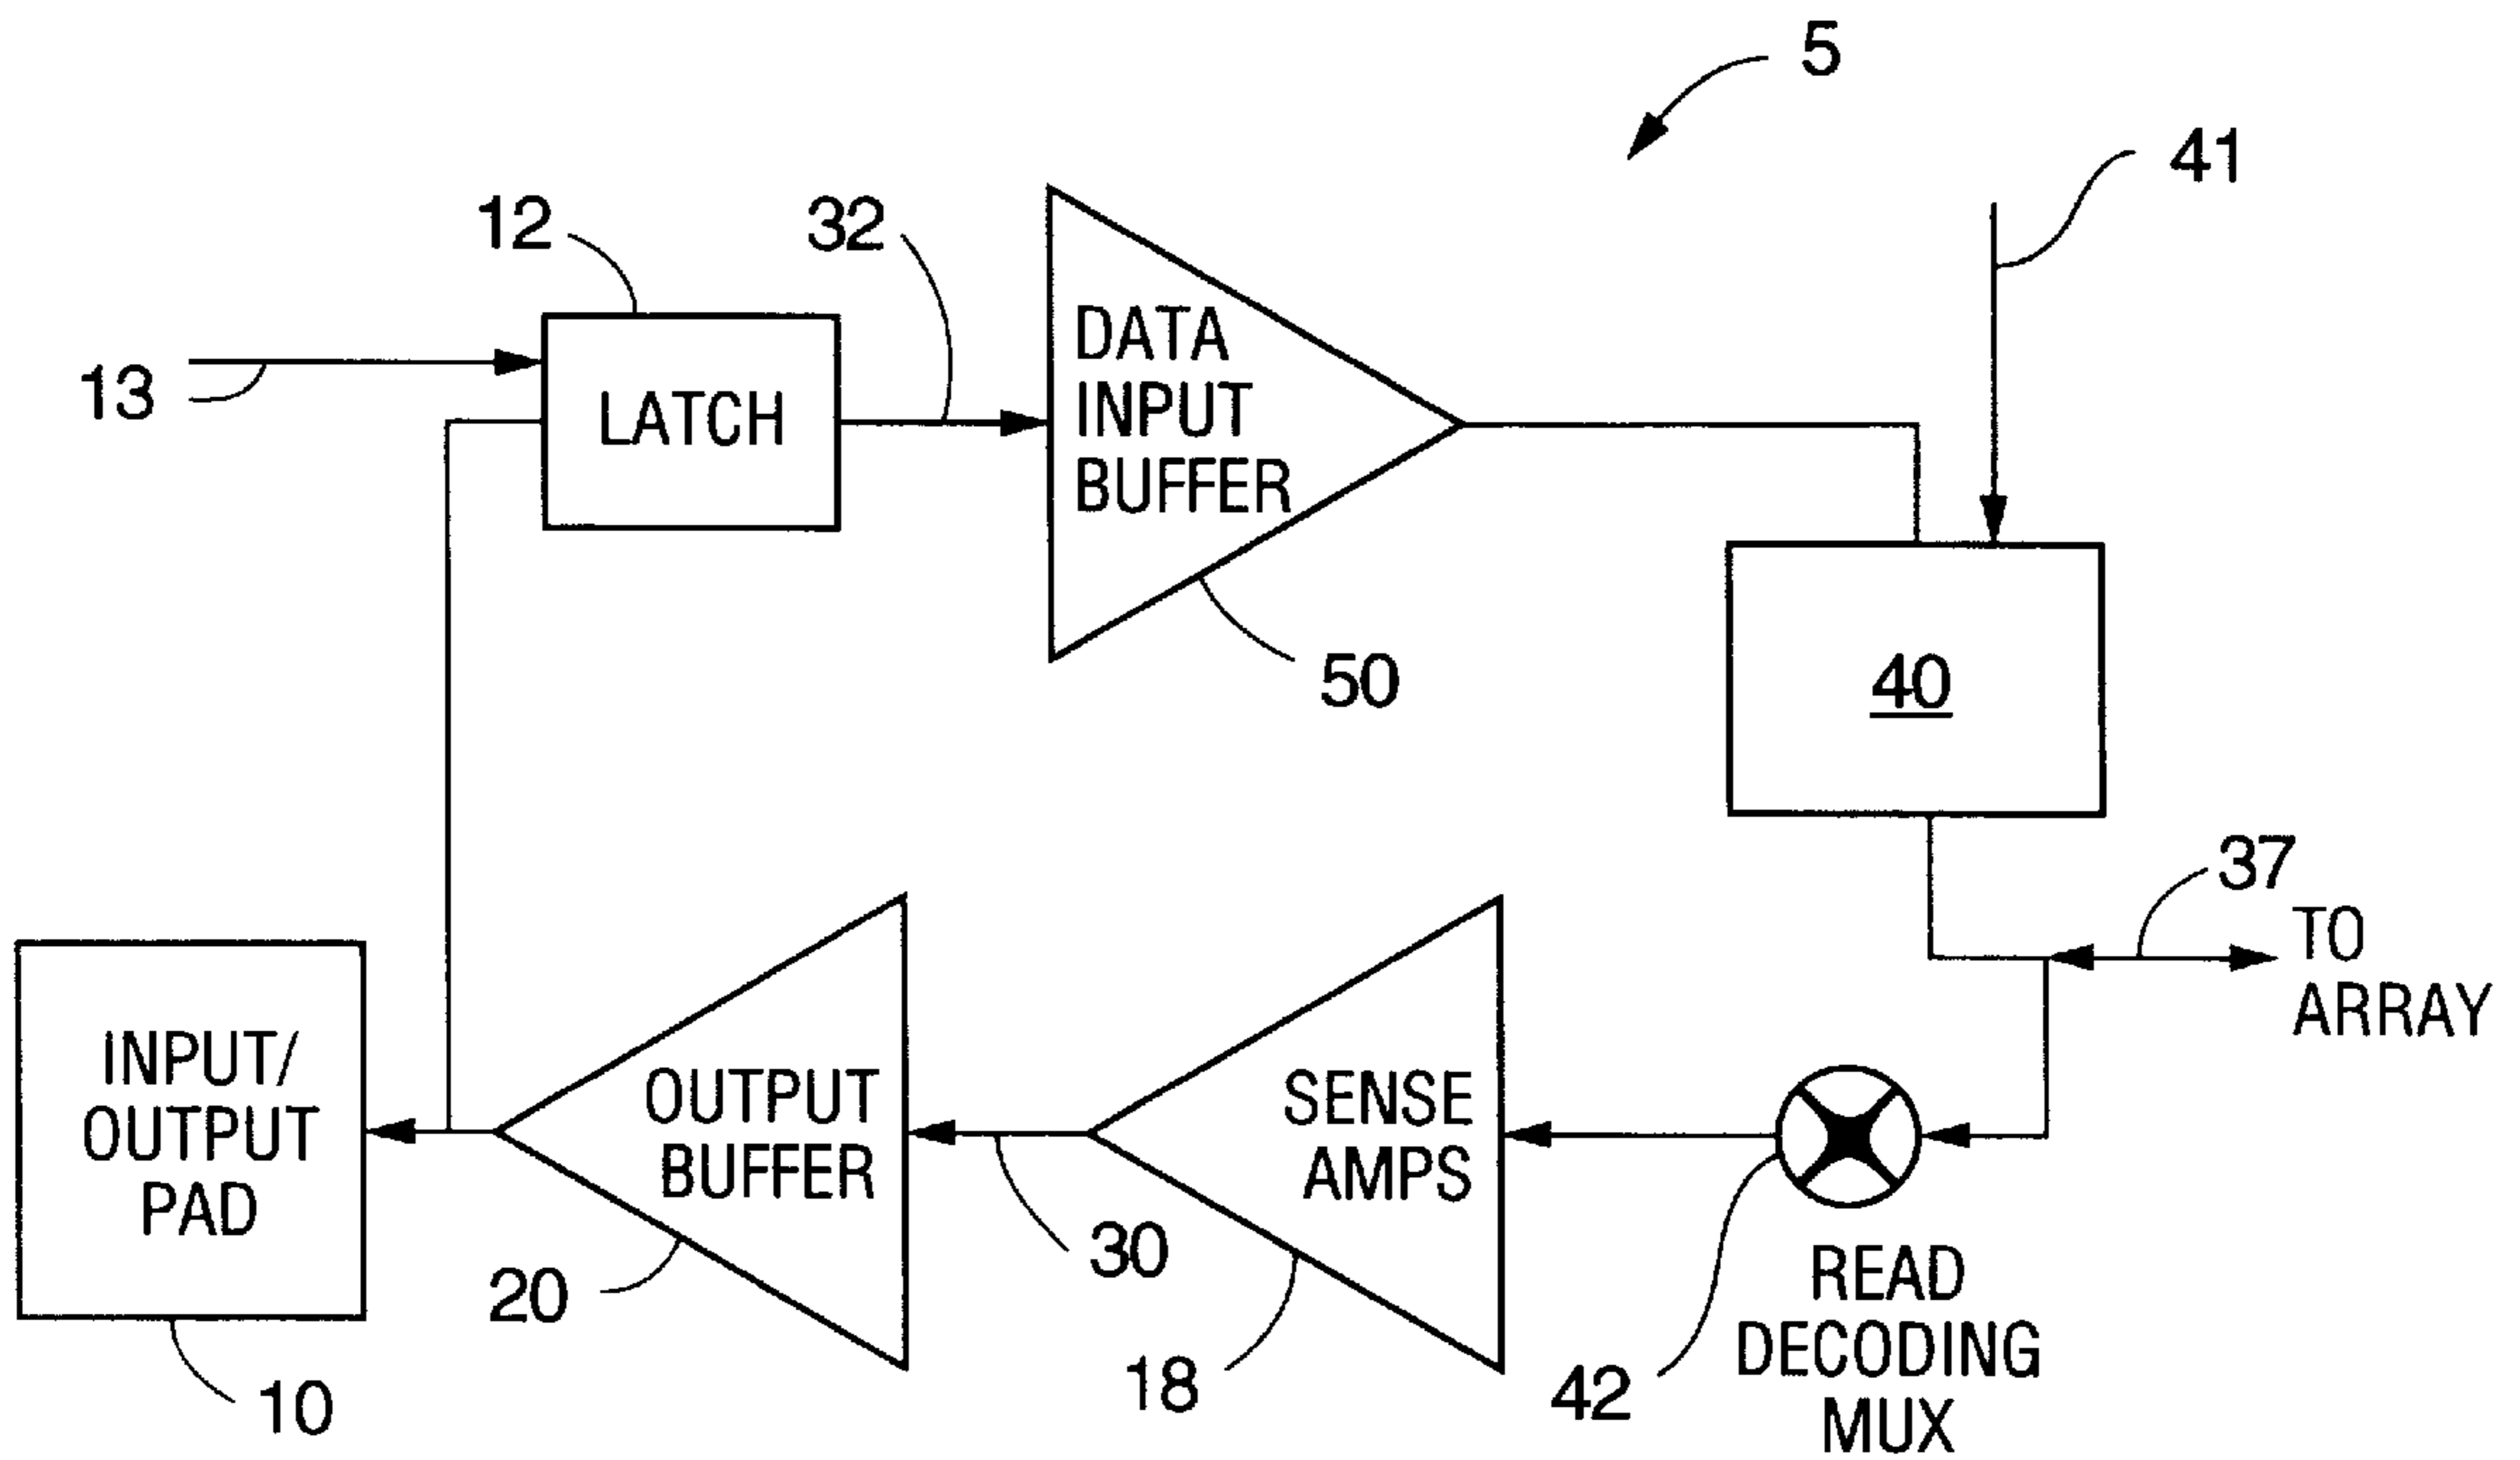 5
41
12
32
13
LATCH
DATA
INPUT
BUFFER
50
40
37
TO
ARRAY
INPUT/
OUTPUT
PAD
10
OUTPUT
BUFFER
20
30
SENSE
AMPS
18
42
READ
DECODING
MUX